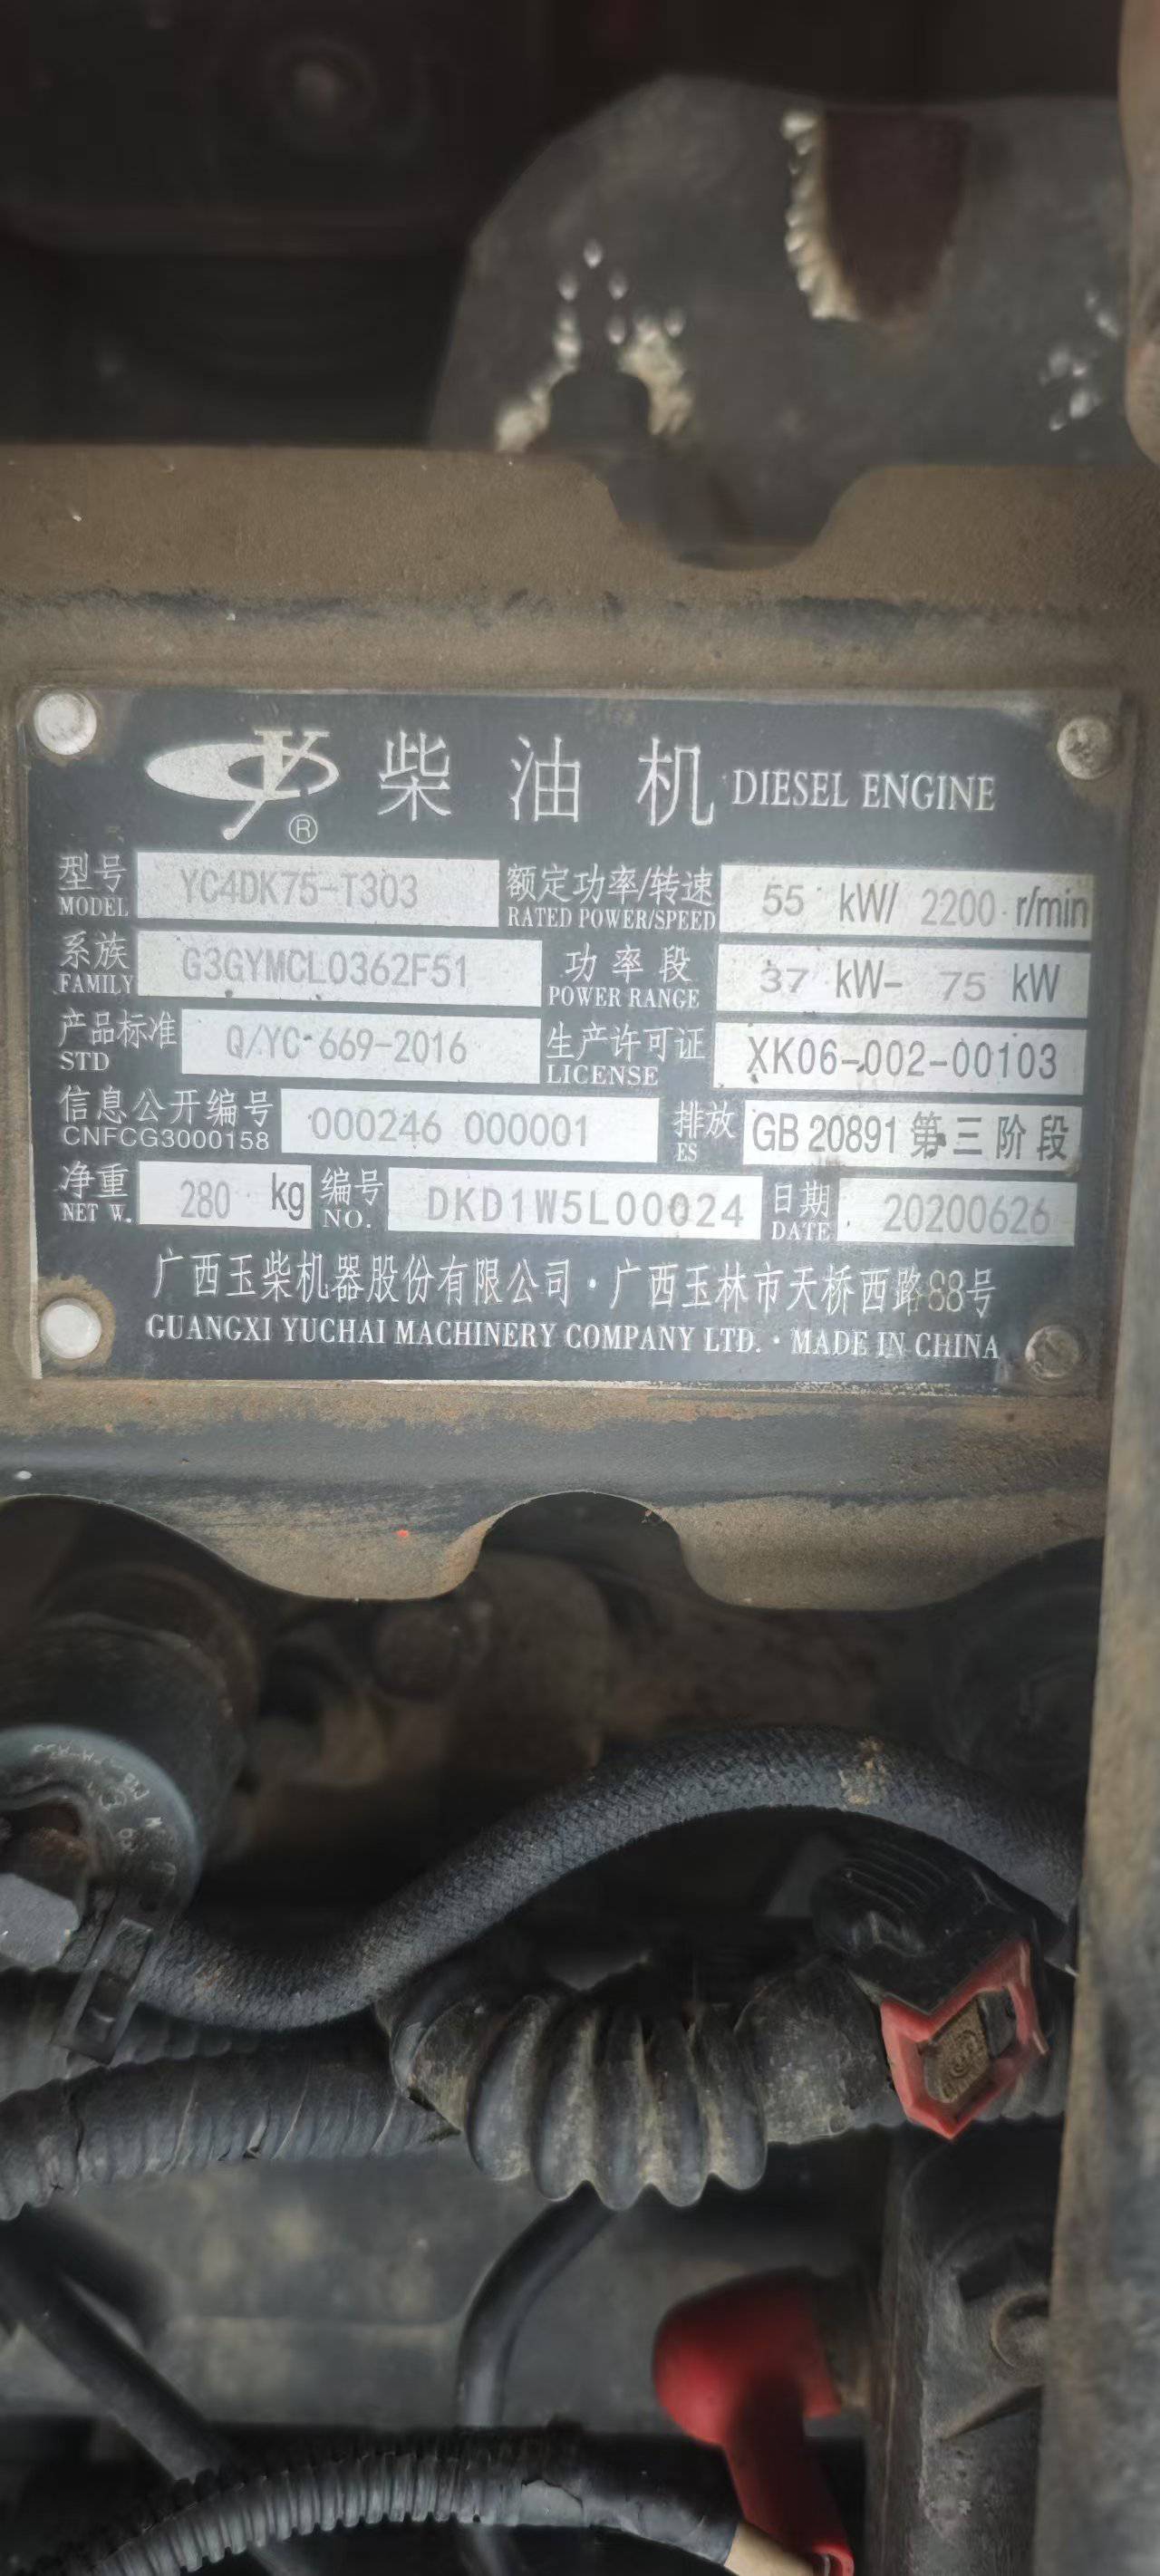 柴油机 DIESEL ENGINE
®
型号 YC4DK75-T303 额定功率/转速 55 kW/ 2200 r/min
MODEL RATED POWER/SPEED
系族 G3GYMCL0362F51 功率段 37 kW- 75 kW
FAMILY POWER RANGE
产品标准 Q/YC 669-2016 生产许可证 XK06-002-00103
STD LICENSE
信息公开编号 000246 000001 排放 GB 20891 第三阶段
CNFCG3000158 ES
净重 280 kg 编号 DKD1W5L00024 日期 20200626
NET W. NO. DATE
广西玉柴机器股份有限公司·广西玉林市天桥西路88号
GUANGXI YUCHAI MACHINERY COMPANY LTD.·MADE IN CHINA